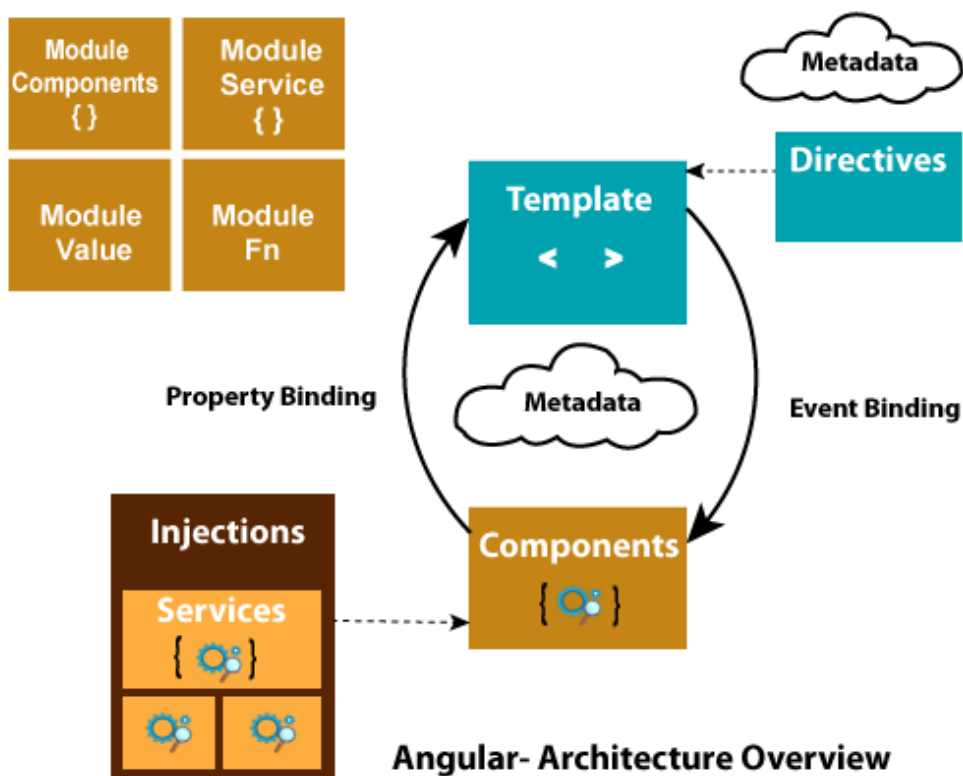 Module
Components
{ }
Module
Service
{ }
Module
Value
Module
Fn
Metadata
Directives
Template
< >
Property Binding
Metadata
Event Binding
Injections
Services
{ }
Components
{ }
Angular- Architecture Overview